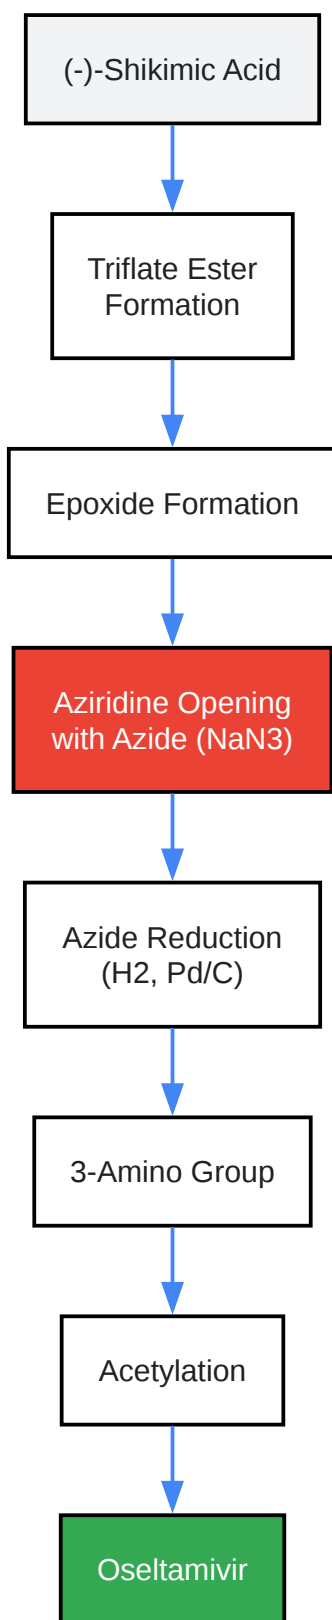 (-)-Shikimic Acid
Triflate Ester
Formation
Epoxide Formation
Aziridine Opening
with Azide (NaN3)
Azide Reduction
(H2, Pd/C)
3-Amino Group
Acetylation
Oseltamivir